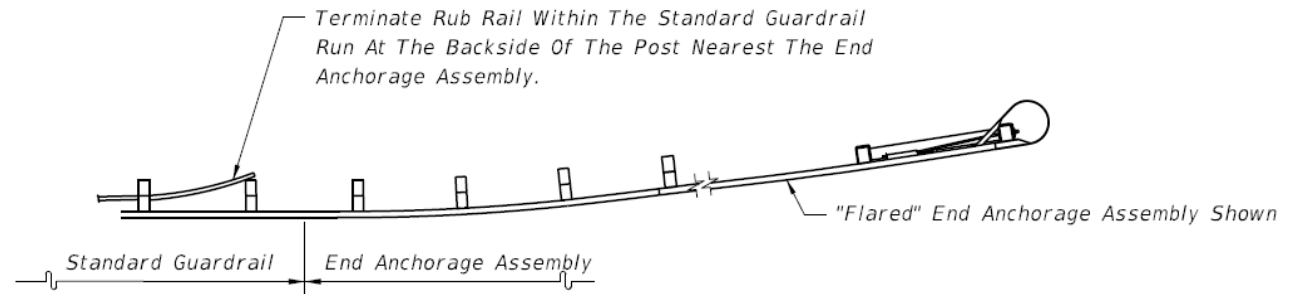 Terminate Rub Rail Within The Standard Guardrail
Run At The Backside Of The Post Nearest The End
Anchorage Assembly.
"Flared" End Anchorage Assembly Shown
Standard Guardrail
End Anchorage Assembly